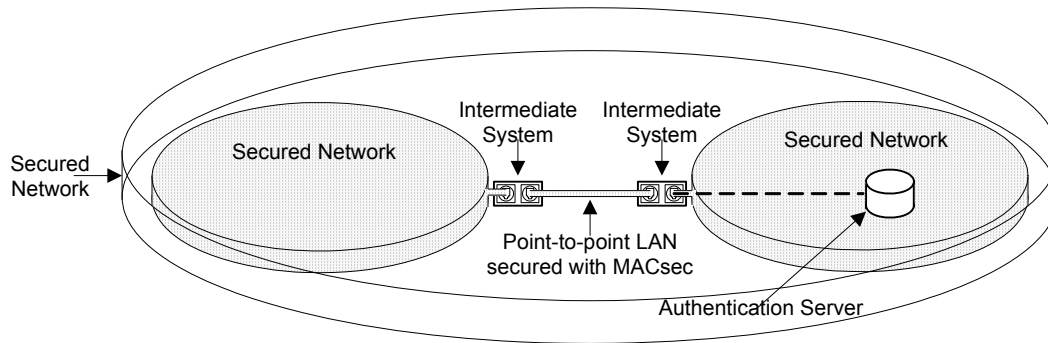 Intermediate
System
Intermediate
System
Secured Network
Secured Network
Secured
Network
Point-to-point LAN
secured with MACsec
Authentication Server